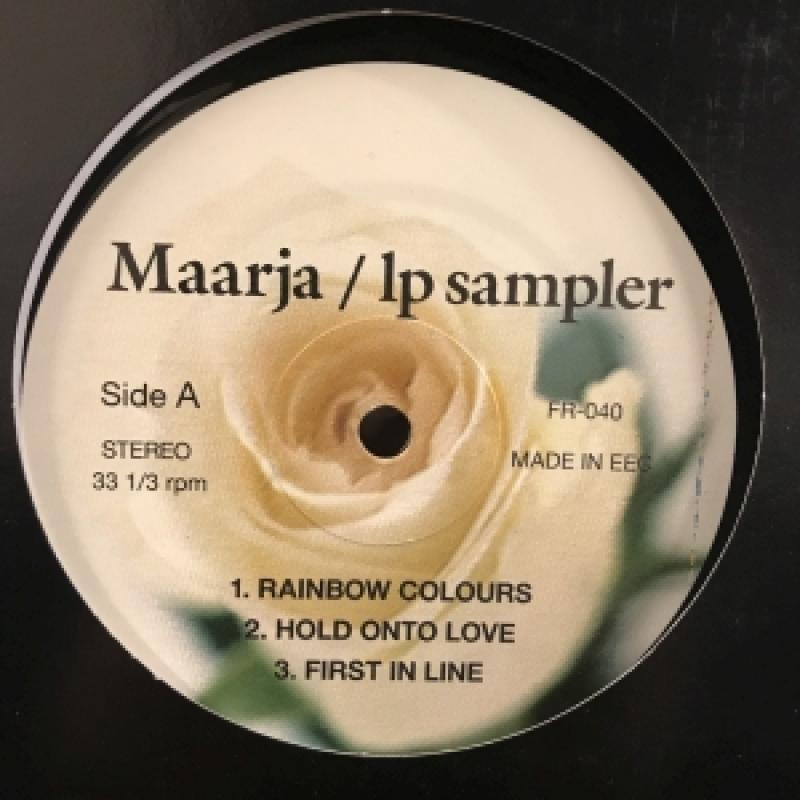 Maarja / lp sampler
Side A
STEREO
33 1/3 rpm
FR-040
MADE IN EEC
1. RAINBOW COLOURS
2. HOLD ONTO LOVE
3. FIRST IN LINE